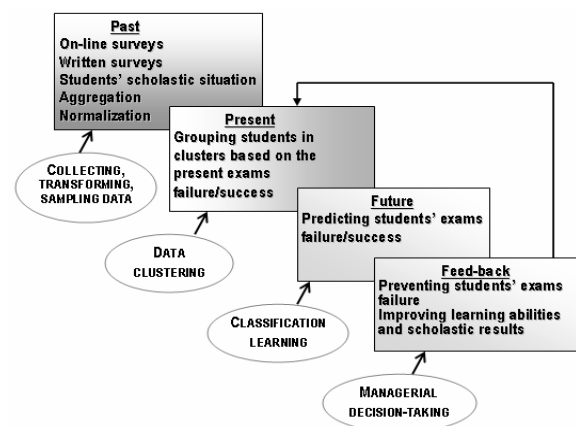 Past
On-line surveys
Written surveys
Students' scholastic situation
Aggregation
Normalization
COLLECTING,
TRANSFORMING,
SAMPLING DATA
Present
Grouping students in
clusters based on the
present exams
failure/success
DATA
CLUSTERING
Future
Predicting students' exams
failure/success
CLASSIFICATION
LEARNING
Feed-back
Preventing students' exams
failure
Improving learning abilities
and scholastic results
MANAGERIAL
DECISION-TAKING